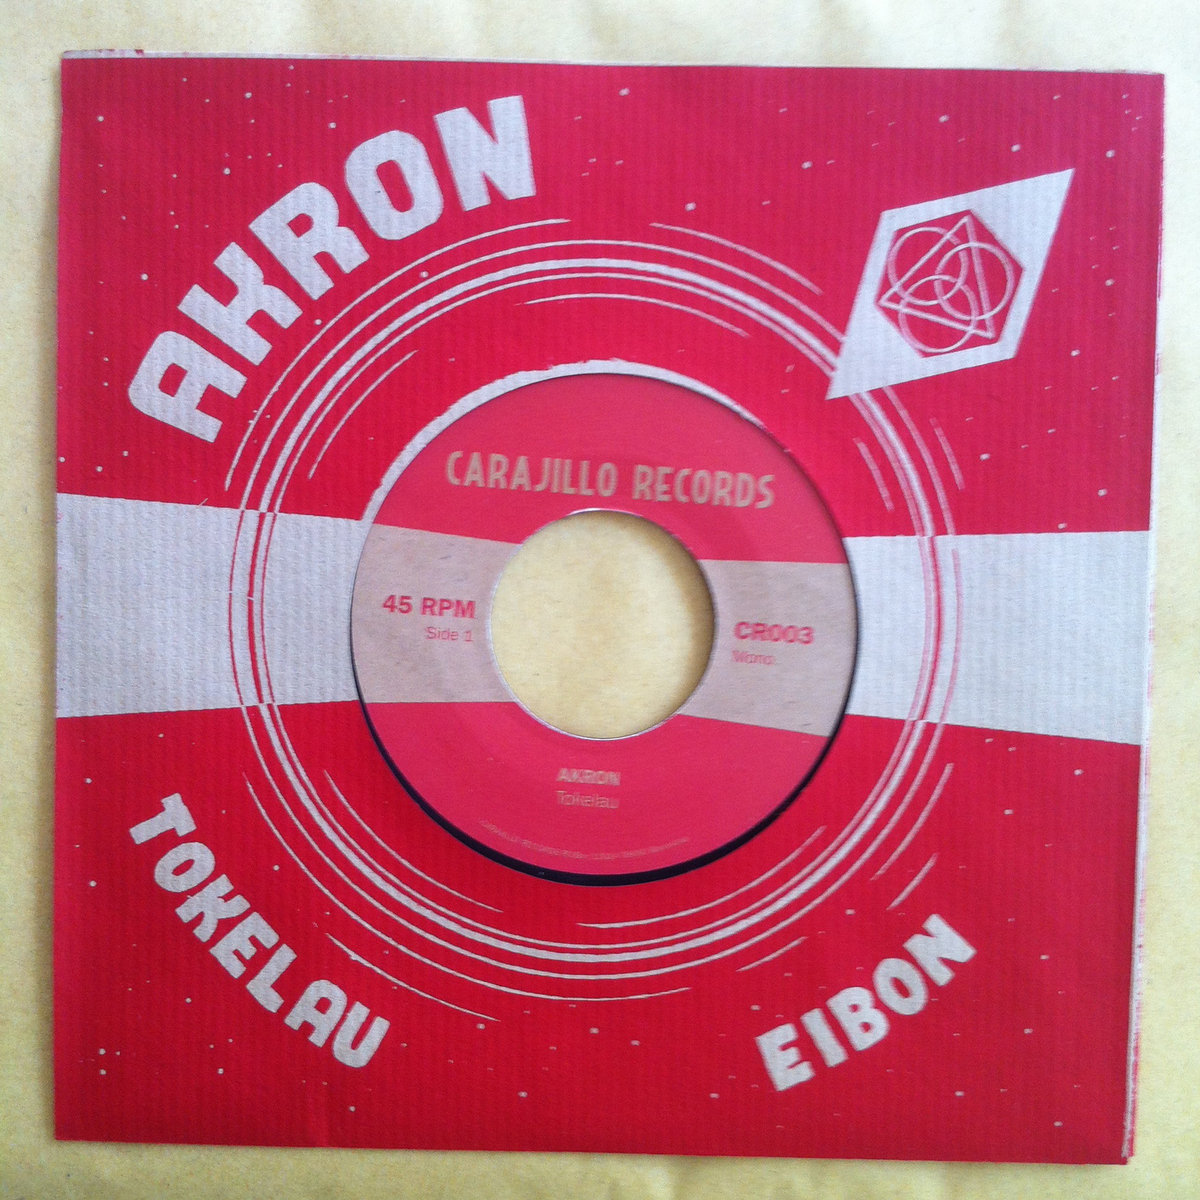 AKRON
CARAJILLO RECORDS
45 RPM
Side 1
CR003
Mono
AKRON
Tokelau
TOKELAU
EIBON